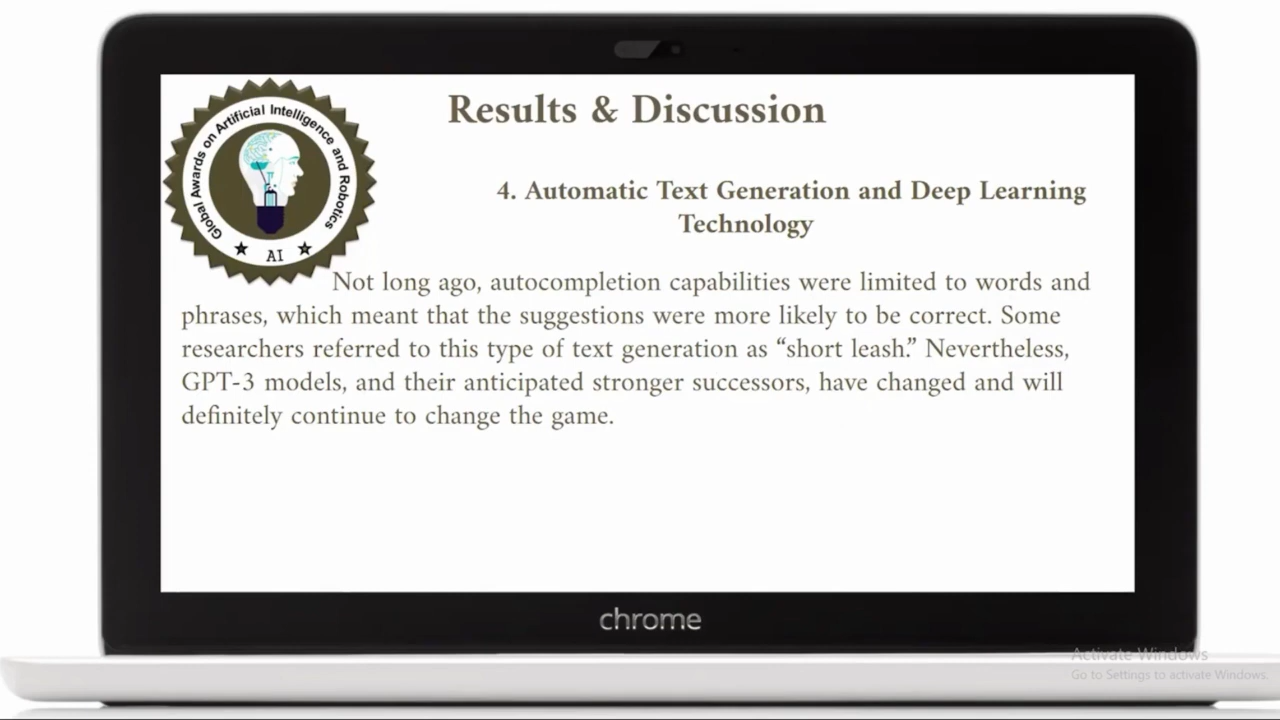 Global Awards on Artificial Intelligence and Robotics
AI
Results & Discussion
4. Automatic Text Generation and Deep Learning
Technology
Not long ago, autocompletion capabilities were limited to words and
phrases, which meant that the suggestions were more likely to be correct. Some
researchers referred to this type of text generation as “short leash.” Nevertheless,
GPT-3 models, and their anticipated stronger successors, have changed and will
definitely continue to change the game.
chrome
Activate Windows
Go to Settings to activate Windows.